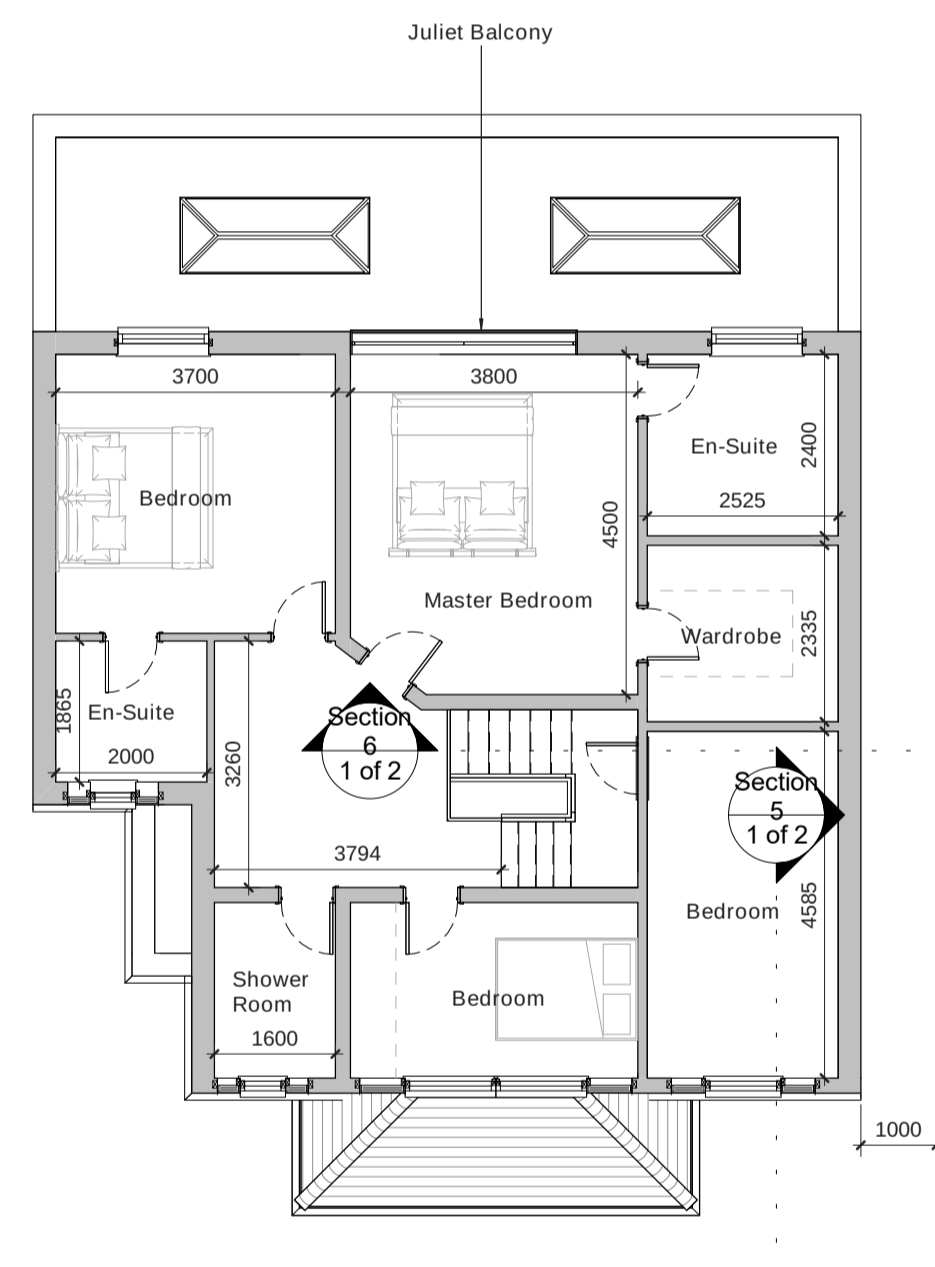 Juliet Balcony
3700
3800
En-Suite
2400
Bedroom
2525
4500
Master Bedroom
Wardrobe
2335
1865
En-Suite
2000
3260
Section
6
1 of 2
Section
5
1 of 2
3794
Bedroom
4585
Shower
Room
Bedroom
1600
1000